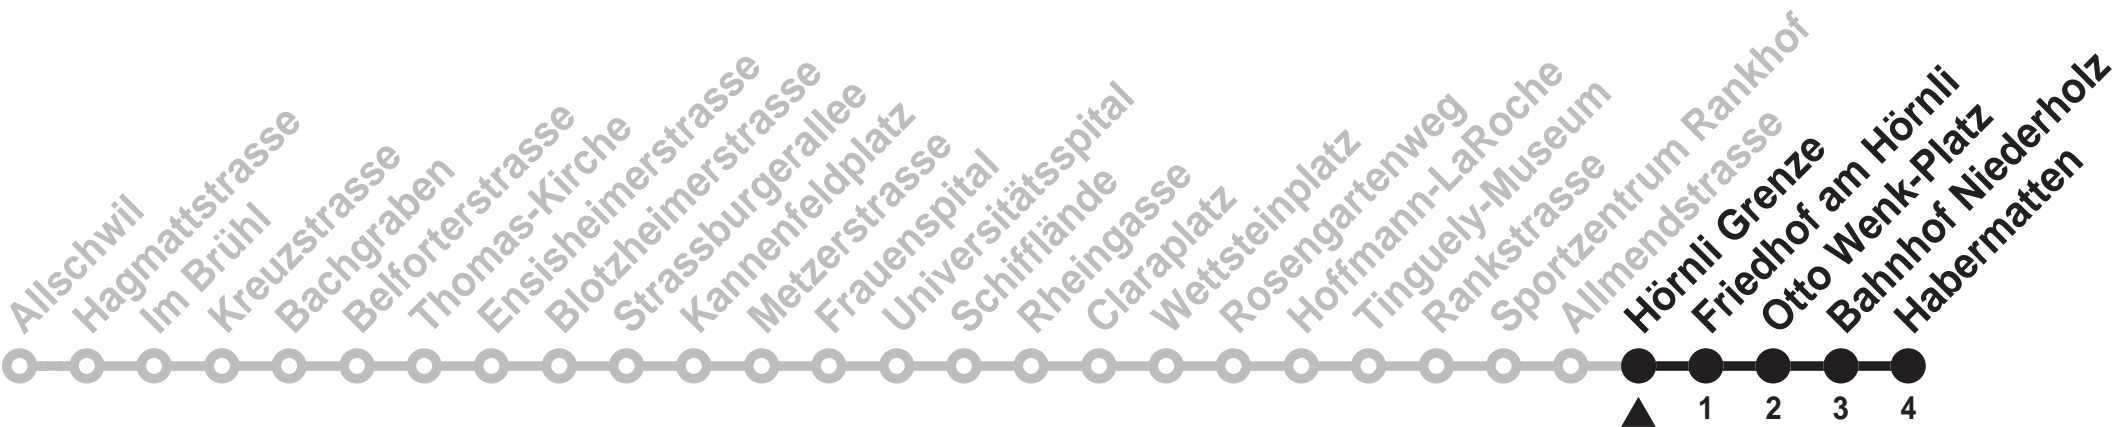 Allschwil
Hagmattstrasse
Im Brühl
Kreuzstrasse
Bachgraben
Belforterstrasse
Thomas-Kirche
Ensisheimerstrasse
Blotzheimerstrasse
Strassburgerallee
Kannenfeldplatz
Metzerstrasse
Frauenspital
Universitätsspital
Schifflände
Rheingasse
Claraplatz
Wettsteinplatz
Rosengartenweg
Hoffmann-LaRoche
Tinguely-Museum
Rankstrasse
Sportzentrum Rankhof
Allmendstrasse
Hörnli Grenze
Friedhof am Hörnli
Otto Wenk-Platz
Bahnhof Niederholz
Habermatten
1 2 3 4